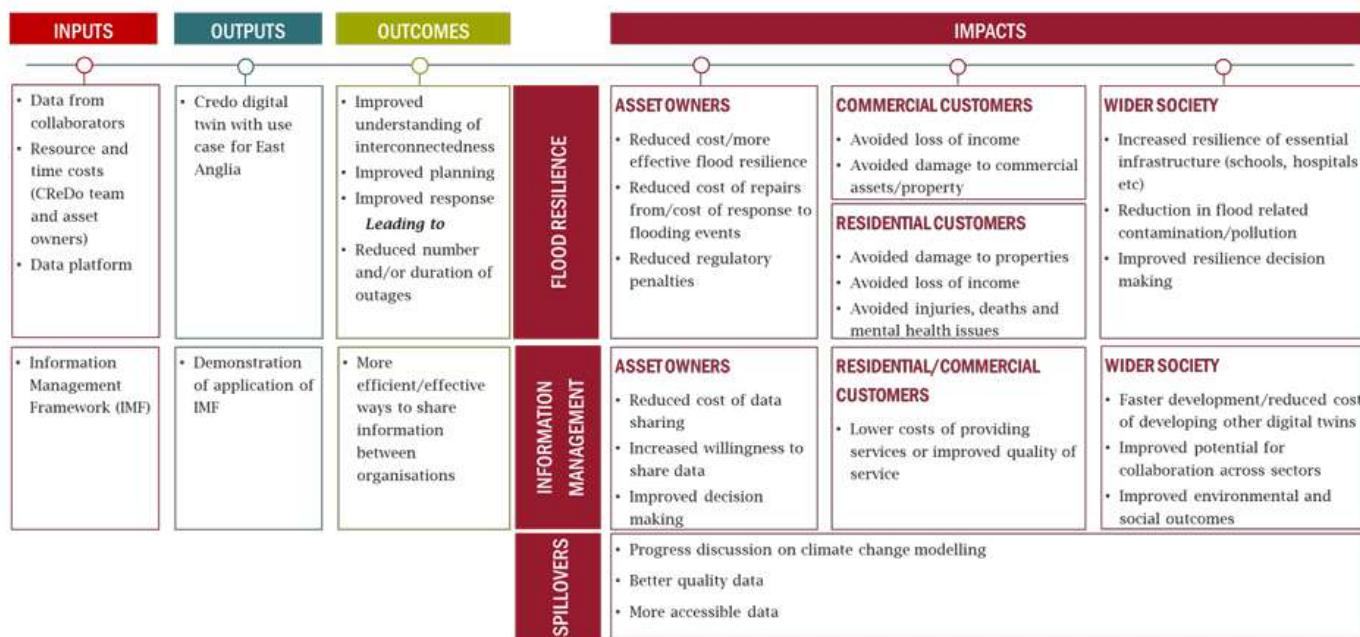 INPUTS
OUTPUTS
OUTCOMES
IMPACTS
• Data from
collaborators
• Resource and
time costs
(CReDo team
and asset
owners)
• Data platform
• Credo digital
twin with use
case for East
Anglia
• Improved
understanding of
interconnectedness
• Improved planning
• Improved response
Leading to
• Reduced number
and/or duration of
outages
FLOOD RESILIENCE
ASSET OWNERS
• Reduced cost/more
effective flood resilience
• Reduced cost of repairs
from/cost of response to
flooding events
• Reduced regulatory
penalties
COMMERCIAL CUSTOMERS
• Avoided loss of income
• Avoided damage to commercial
assets/property
RESIDENTIAL CUSTOMERS
• Avoided damage to properties
• Avoided loss of income
• Avoided injuries, deaths and
mental health issues
WIDER SOCIETY
• Increased resilience of essential
infrastructure (schools, hospitals
etc)
• Reduction in flood related
contamination/pollution
• Improved resilience decision
making
• Information
Management
Framework (IMF)
• Demonstration
of application of
IMF
• More
efficient/effective
ways to share
information
between
organisations
INFORMATION
MANAGEMENT
ASSET OWNERS
• Reduced cost of data
sharing
• Increased willingness to
share data
• Improved decision
making
RESIDENTIAL/COMMERCIAL
CUSTOMERS
• Lower costs of providing
services or improved quality of
service
WIDER SOCIETY
• Faster development/reduced cost
of developing other digital twins
• Improved potential for
collaboration across sectors
• Improved environmental and
social outcomes
SPILLOVERS
• Progress discussion on climate change modelling
• Better quality data
• More accessible data